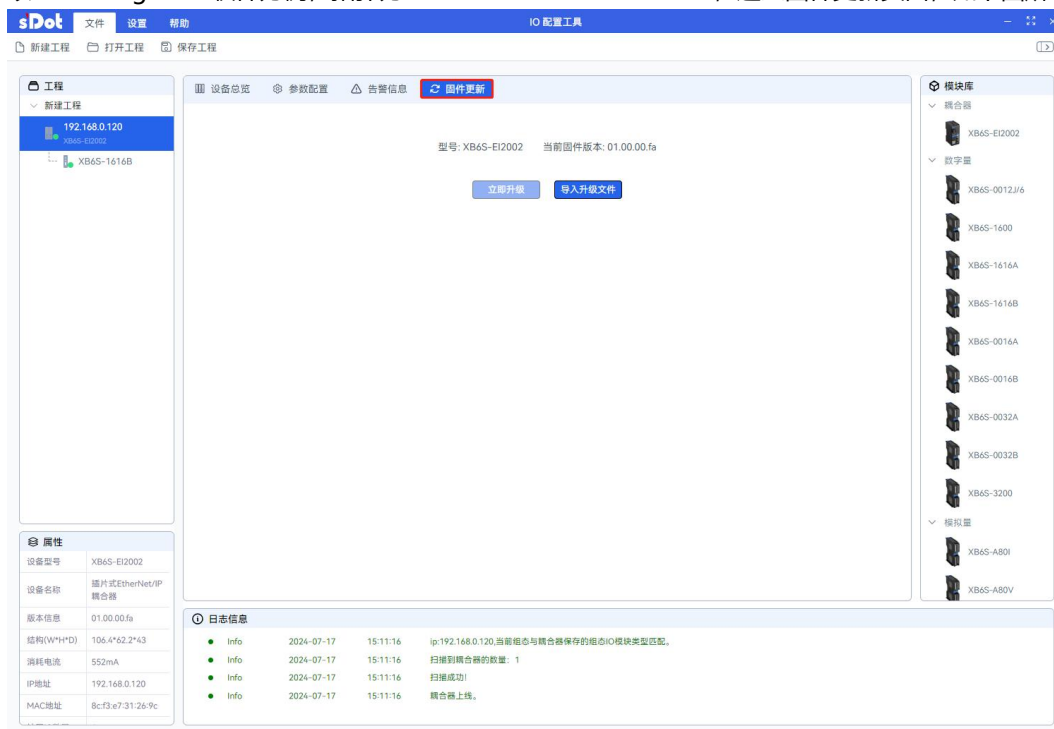 sDot 文件 设置 帮助 IO 配置工具
新建工程 打开工程 保存工程
工程
新建工程
192.168.0.120
XB6S-EI2002
XB6S-1616B
设备总览 参数配置 告警信息 固件更新
型号: XB6S-EI2002 当前固件版本: 01.00.00.fa
立即升级 导入升级文件
模块库
耦合器
XB6S-EI2002
数字量
XB6S-0012J/6
XB6S-1600
XB6S-1616A
XB6S-1616B
XB6S-0016A
XB6S-0016B
XB6S-0032A
XB6S-0032B
XB6S-3200
模拟量
XB6S-A80I
XB6S-A80V
属性
设备型号 XB6S-EI2002
设备名称 插片式EtherNet/IP
耦合器
版本信息 01.00.00.fa
结构(W*H*D) 106.4*62.2*43
消耗电流 552mA
IP地址 192.168.0.120
MAC地址 8c:f3:e7:31:26:9c
日志信息
Info 2024-07-17 15:11:16 ip:192.168.0.120,当前组态与耦合器保存的组态IO模块类型匹配。
Info 2024-07-17 15:11:16 扫描到耦合器的数量: 1
Info 2024-07-17 15:11:16 扫描成功!
Info 2024-07-17 15:11:16 耦合器上线。